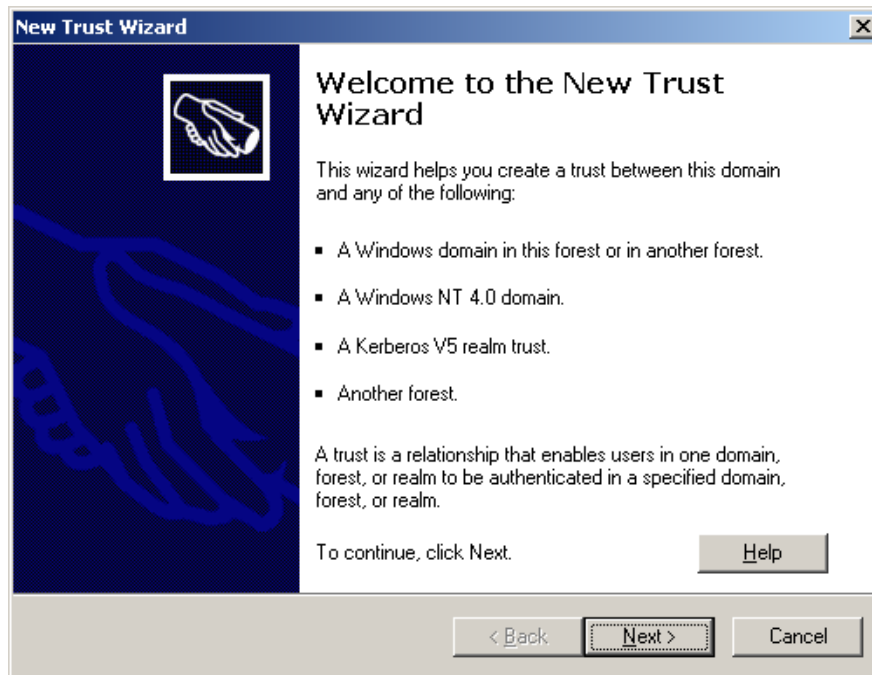 New Trust Wizard
Welcome to the New Trust
Wizard
This wizard helps you create a trust between this domain
and any of the following:
▪ A Windows domain in this forest or in another forest.
▪ A Windows NT 4.0 domain.
▪ A Kerberos V5 realm trust.
▪ Another forest.
A trust is a relationship that enables users in one domain,
forest, or realm to be authenticated in a specified domain,
forest, or realm.
To continue, click Next.
Help
< Back
Next >
Cancel